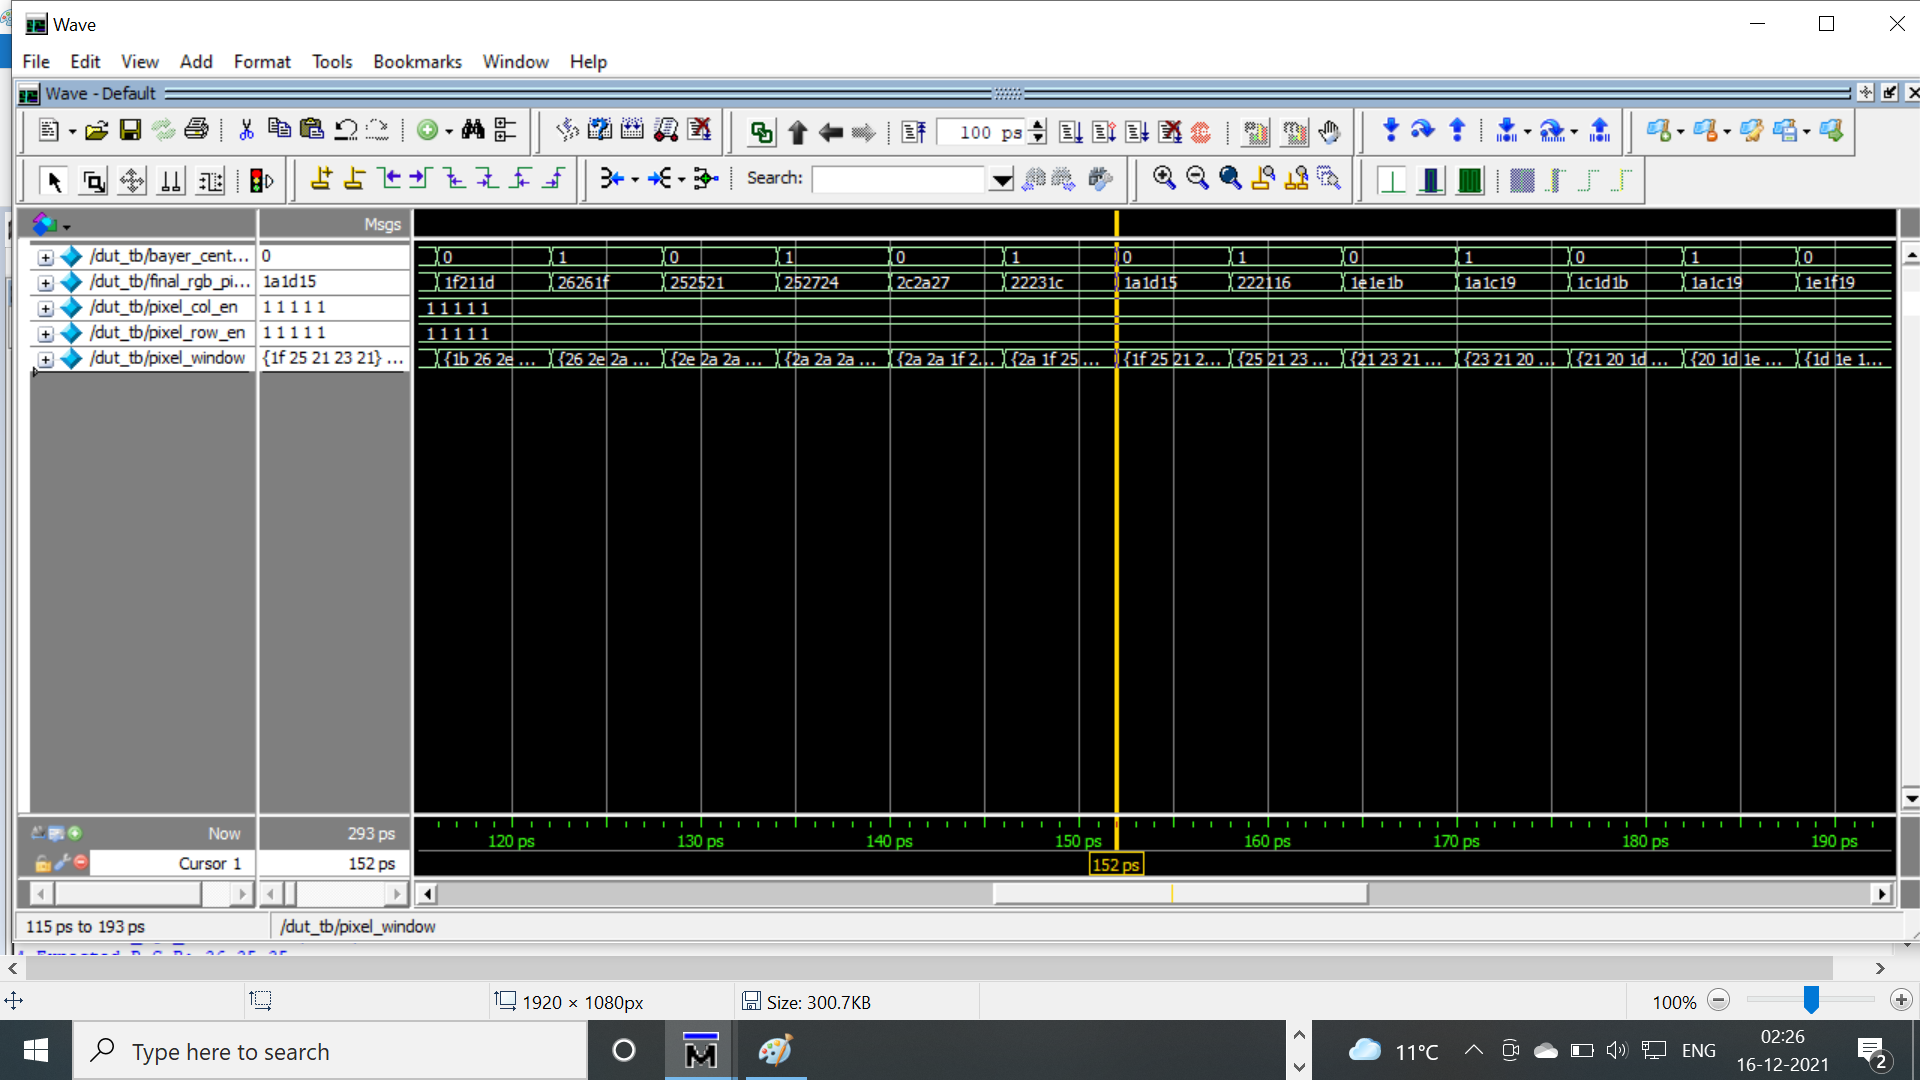 Wave
File Edit View Add Format Tools Bookmarks Window Help
Wave - Default
100 ps
Search:
Msgs
/dut_tb/bayer_cent... 0 0 1 0 1 0 1 0 1 0 1 0 1 0
/dut_tb/final_rgb_pi... 1a1d15 1f211d 26261f 252521 252724 2c2a27 22231c 1a1d15 222116 1e1e1b 1a1c19 1c1d1b 1a1c19 1e1f19
/dut_tb/pixel_col_en 1 1 1 1 1 1 1 1 1 1
/dut_tb/pixel_row_en 1 1 1 1 1 1 1 1 1 1
/dut_tb/pixel_window {1f 25 21 23 21} ... {1b 26 2e ... {26 2e 2a ... {2e 2a 2a ... {2a 2a 2a ... {2a 2a 1f 2... {2a 1f 25 ... {1f 25 21 2... {25 21 23 ... {21 23 21 ... {23 21 20 ... {21 20 1d ... {20 1d 1e ... {1d 1e 1...
Now 293 ps
120 ps 130 ps 140 ps 150 ps 160 ps 170 ps 180 ps 190 ps
Cursor 1 152 ps 152 ps
115 ps to 193 ps /dut_tb/pixel_window
1920 × 1080px Size: 300.7KB 100%
Type here to search
11°C ENG 02:26
16-12-2021 2